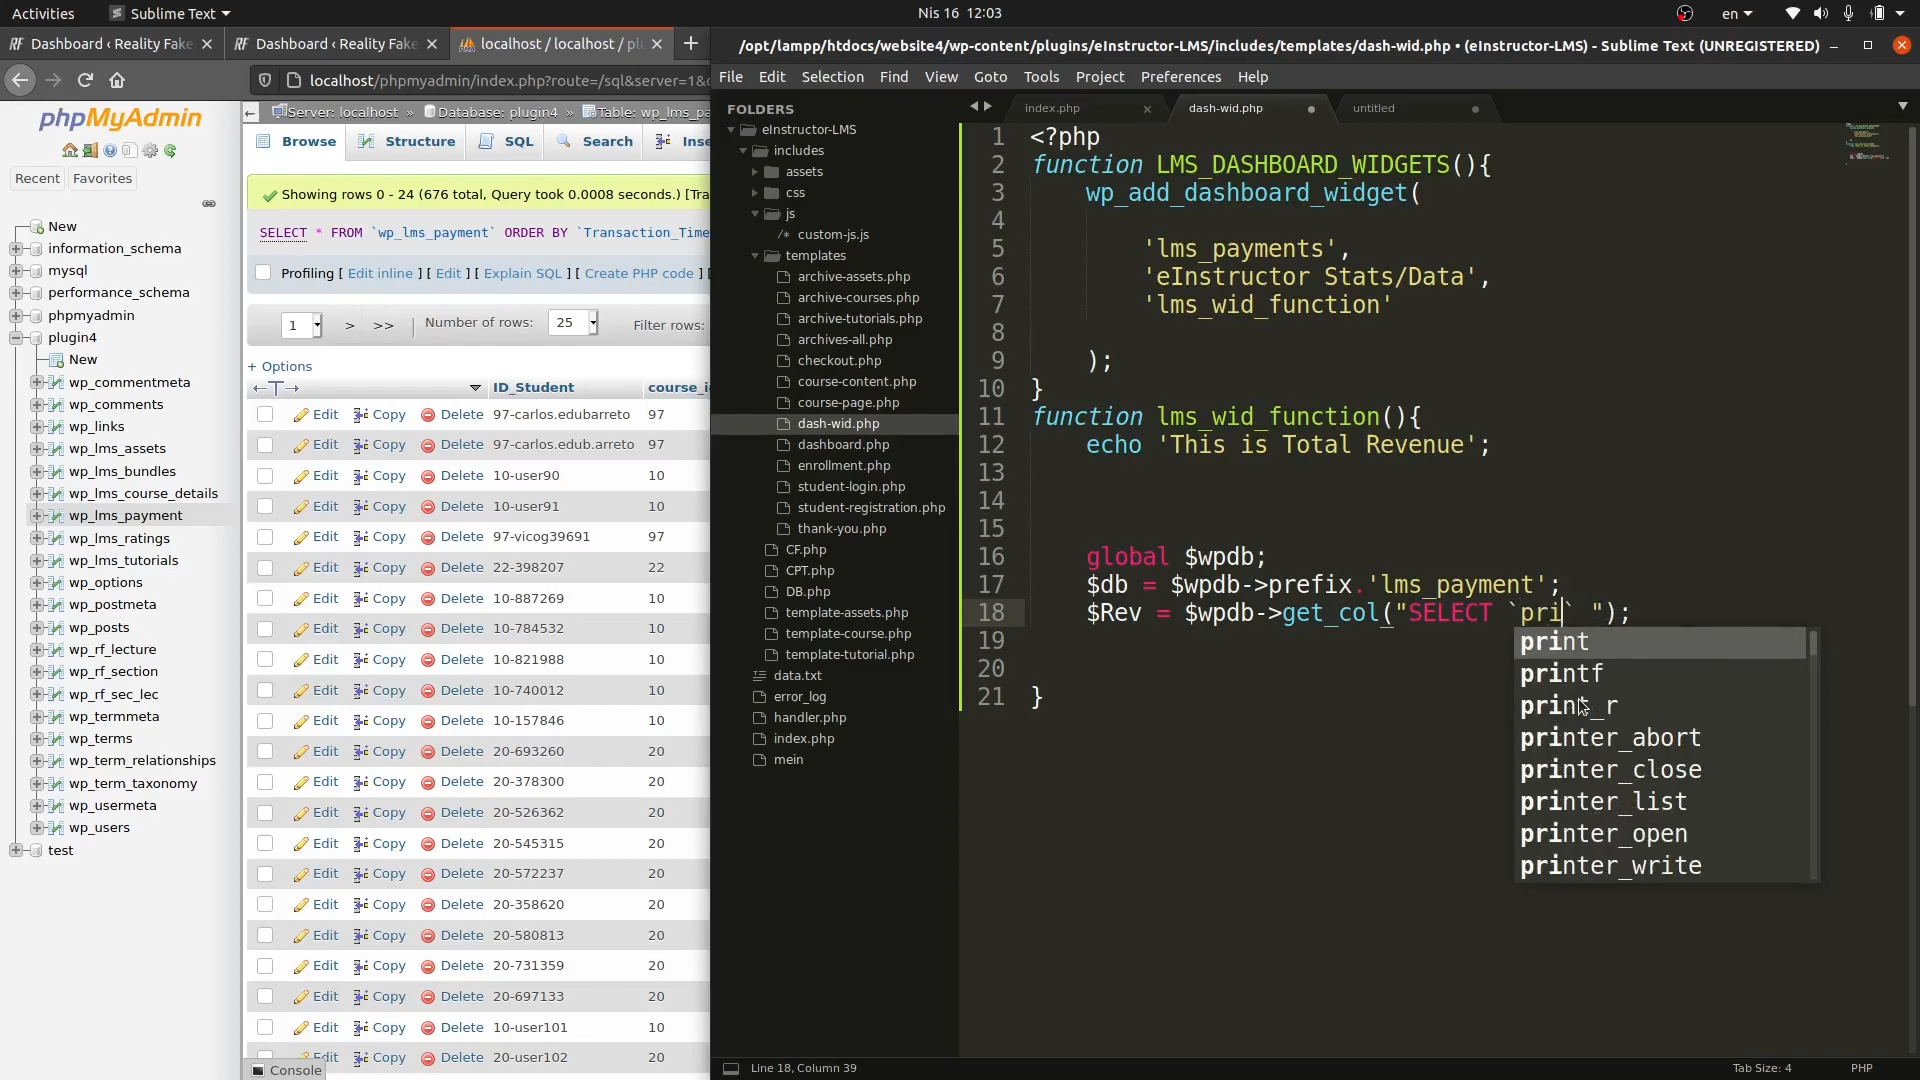 Activities
Sublime Text
Nis 16 12:03
en
Dashboard ‹ Reality Fake
Dashboard ‹ Reality Fake
localhost / localhost / plu
localhost/phpmyadmin/index.php?route=/sql&server=1&
phpMyAdmin
Recent
Favorites
New
information_schema
mysql
performance_schema
phpmyadmin
plugin4
New
wp_commentmeta
wp_comments
wp_links
wp_lms_assets
wp_lms_bundles
wp_lms_course_details
wp_lms_payment
wp_lms_ratings
wp_lms_tutorials
wp_options
wp_postmeta
wp_posts
wp_rf_lecture
wp_rf_section
wp_rf_sec_lec
wp_termmeta
wp_terms
wp_term_relationships
wp_term_taxonomy
wp_usermeta
wp_users
test
Server: localhost » Database: plugin4 » Table: wp_lms_pa
Browse Structure SQL Search Inse
Showing rows 0 - 24 (676 total, Query took 0.0008 seconds.) [Tra
SELECT * FROM `wp_lms_payment` ORDER BY `Transaction_Time
Profiling [ Edit inline ] [ Edit ] [ Explain SQL ] [ Create PHP code ] [
1 > >> Number of rows: 25 Filter rows:
+ Options
←T→ ID_Student course_i
Edit Copy Delete 97-carlos.edubarreto 97
Edit Copy Delete 97-carlos.edub.arreto 97
Edit Copy Delete 10-user90 10
Edit Copy Delete 10-user91 10
Edit Copy Delete 97-vicog39691 97
Edit Copy Delete 22-398207 22
Edit Copy Delete 10-887269 10
Edit Copy Delete 10-784532 10
Edit Copy Delete 10-821988 10
Edit Copy Delete 10-740012 10
Edit Copy Delete 10-157846 10
Edit Copy Delete 20-693260 20
Edit Copy Delete 20-378300 20
Edit Copy Delete 20-526362 20
Edit Copy Delete 20-545315 20
Edit Copy Delete 20-572237 20
Edit Copy Delete 20-358620 20
Edit Copy Delete 20-580813 20
Edit Copy Delete 20-731359 20
Edit Copy Delete 20-697133 20
Edit Copy Delete 10-user101 10
Edit Copy Delete 20-user102 20
Console
/opt/lampp/htdocs/website4/wp-content/plugins/eInstructor-LMS/includes/templates/dash-wid.php • (eInstructor-LMS) - Sublime Text (UNREGISTERED)
File Edit Selection Find View Goto Tools Project Preferences Help
FOLDERS
eInstructor-LMS
includes
assets
css
js
custom-js.js
templates
archive-assets.php
archive-courses.php
archive-tutorials.php
archives-all.php
checkout.php
course-content.php
course-page.php
dash-wid.php
dashboard.php
enrollment.php
student-login.php
student-registration.php
thank-you.php
CF.php
CPT.php
DB.php
template-assets.php
template-course.php
template-tutorial.php
data.txt
error_log
handler.php
index.php
mein
index.php
dash-wid.php
untitled
1 <?php
2 function LMS_DASHBOARD_WIDGETS(){
3 wp_add_dashboard_widget(
4
5 'lms_payments',
6 'eInstructor Stats/Data',
7 'lms_wid_function'
8
9 );
10 }
11 function lms_wid_function(){
12 echo 'This is Total Revenue';
13
14
15
16 global $wpdb;
17 $db = $wpdb->prefix.'lms_payment';
18 $Rev = $wpdb->get_col("SELECT `pri` ");
19
20
21 }
print
printf
print_r
printer_abort
printer_close
printer_list
printer_open
printer_write
Line 18, Column 39
Tab Size: 4
PHP